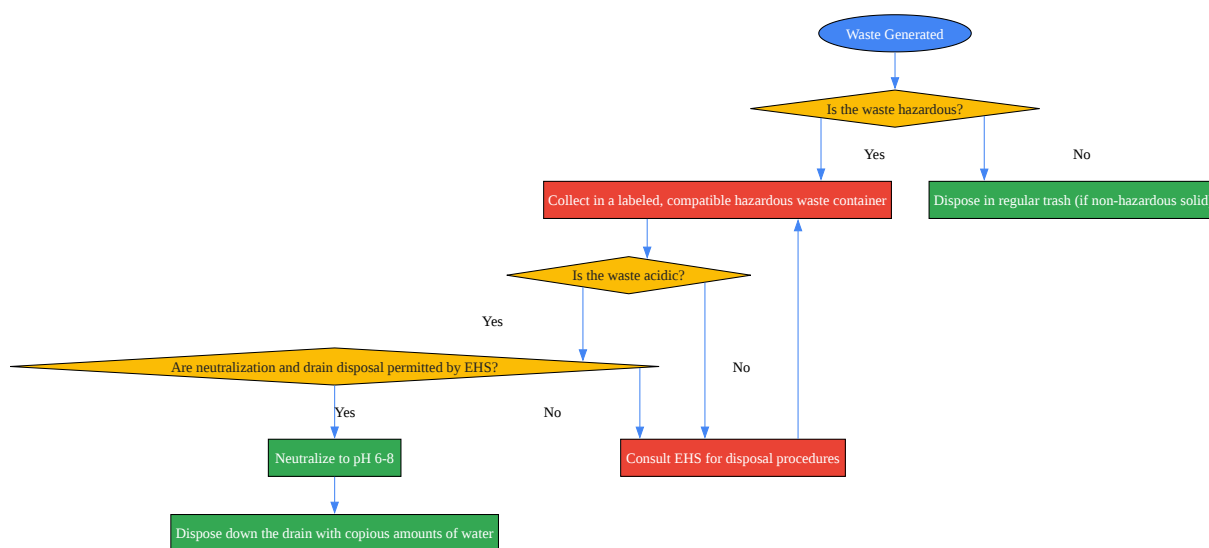 Waste Generated
Is the waste hazardous?
Yes
No
Collect in a labeled, compatible hazardous waste container
Dispose in regular trash (if non-hazardous solid
Is the waste acidic?
Yes
Are neutralization and drain disposal permitted by EHS?
No
Yes
No
Neutralize to pH 6-8
Consult EHS for disposal procedures
Dispose down the drain with copious amounts of water